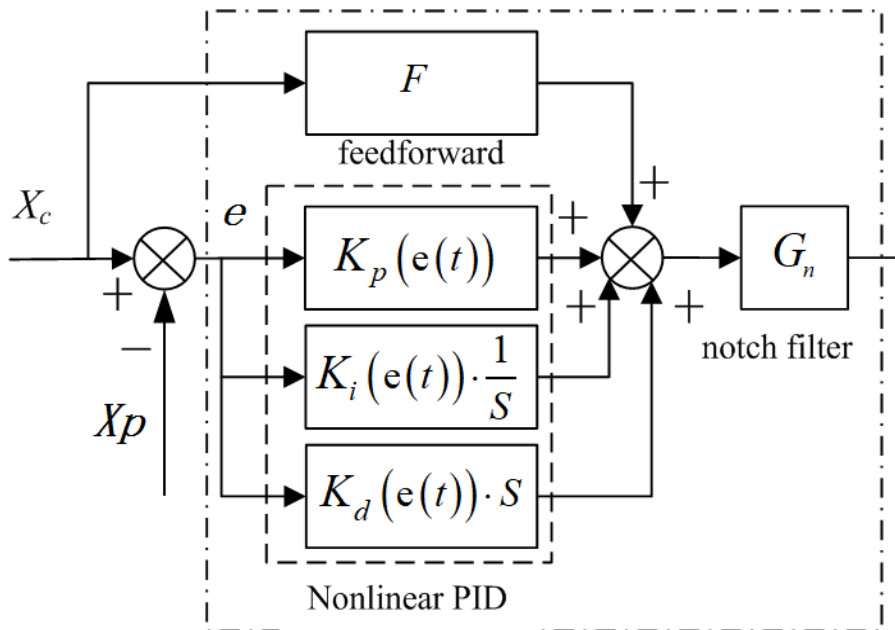 F
feedforward
+
X_c
e
+
K_p(e(t))
+
G_n
+
−
+
+
notch filter
K_i(e(t))·1/S
Xp
K_d(e(t))·S
Nonlinear PID